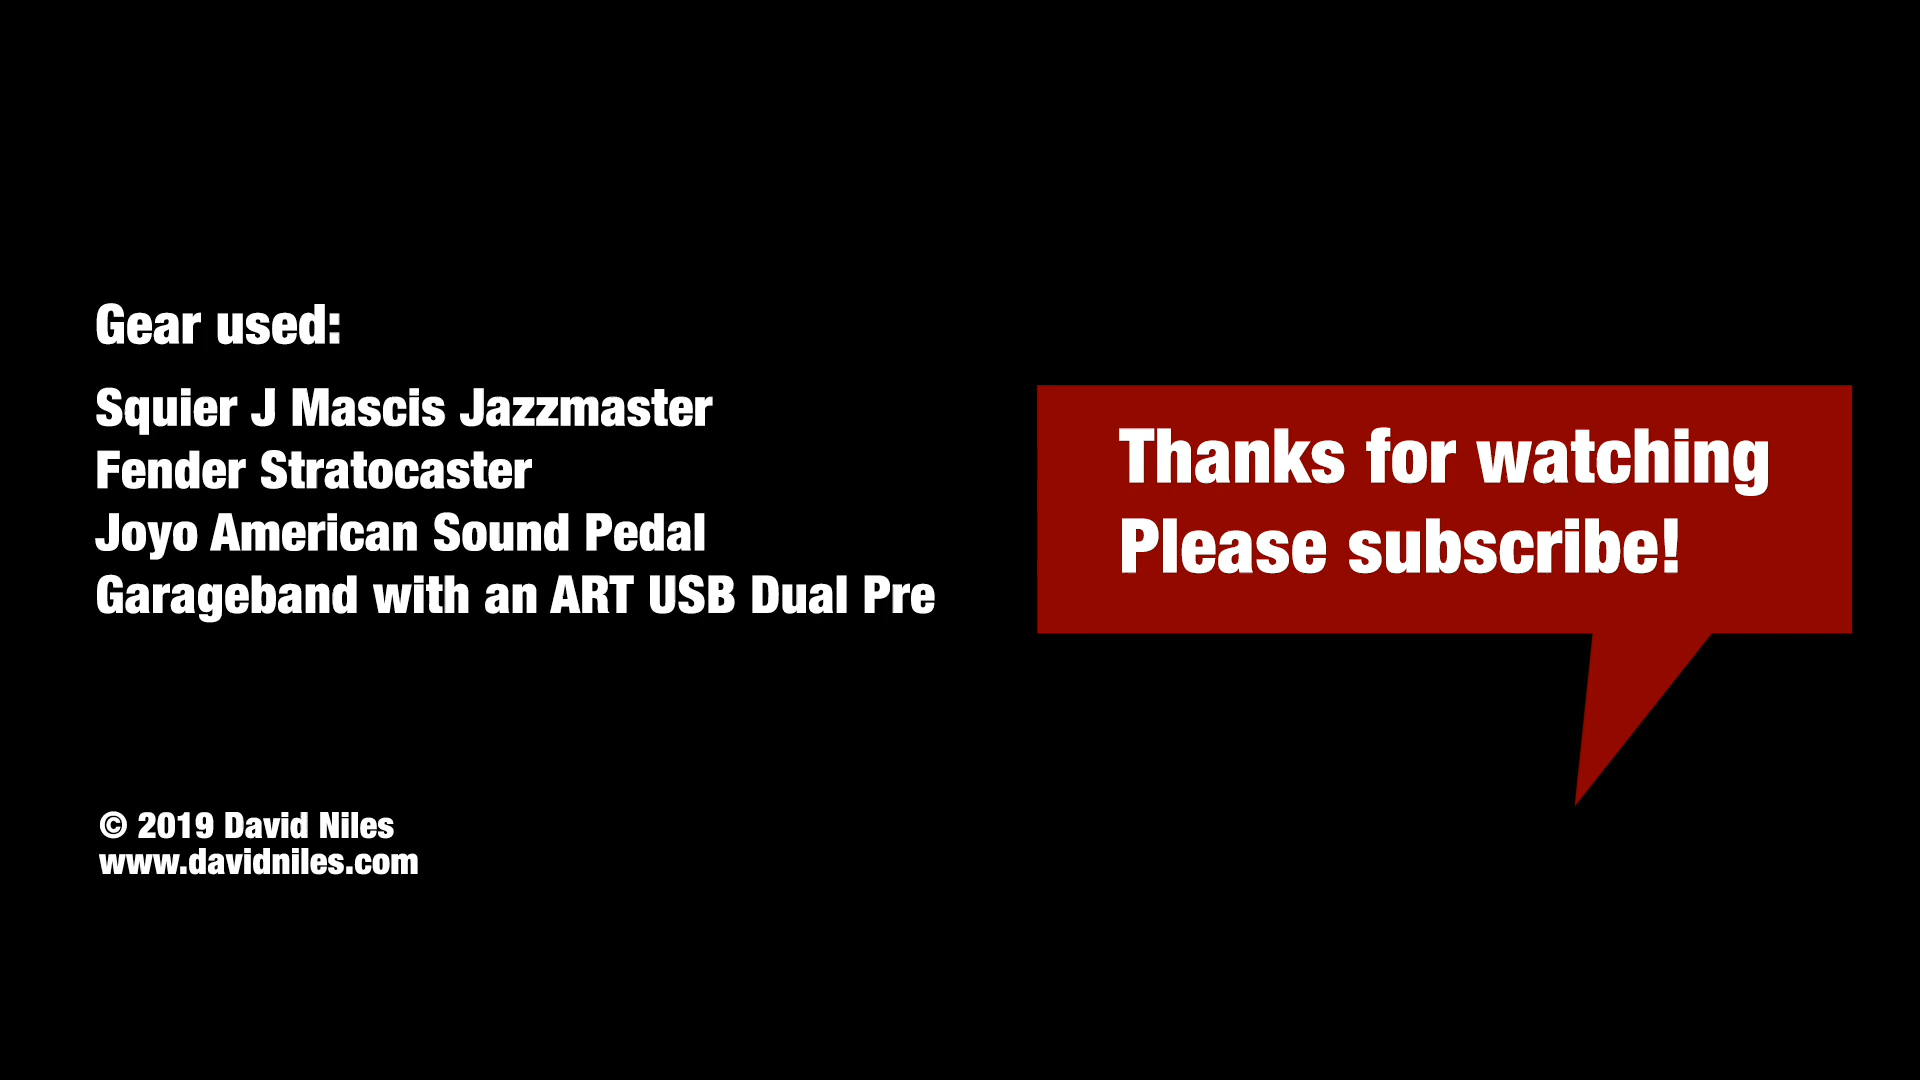 Gear used:
Squier J Mascis Jazzmaster
Fender Stratocaster
Joyo American Sound Pedal
Garageband with an ART USB Dual Pre
Thanks for watching
Please subscribe!
© 2019 David Niles
www.davidniles.com